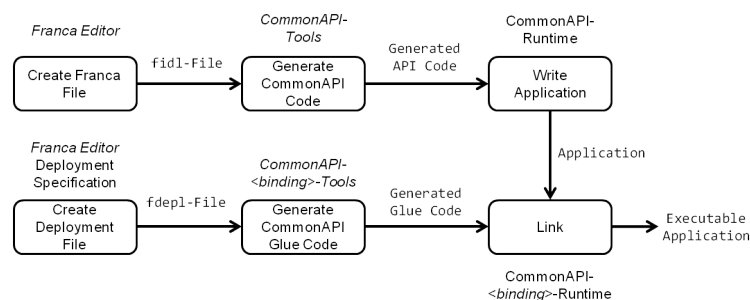 Franca Editor
Create Franca
File
fidl-File
CommonAPI-
Tools
Generate
CommonAPI
Code
Generated
API Code
CommonAPI-
Runtime
Write
Application
Application
Franca Editor
Deployment
Specification
Create
Deployment
File
fdepl-File
CommonAPI-
<binding>-Tools
Generate
CommonAPI
Glue Code
Generated
Glue Code
Link
CommonAPI-
<binding>-Runtime
Executable
Application